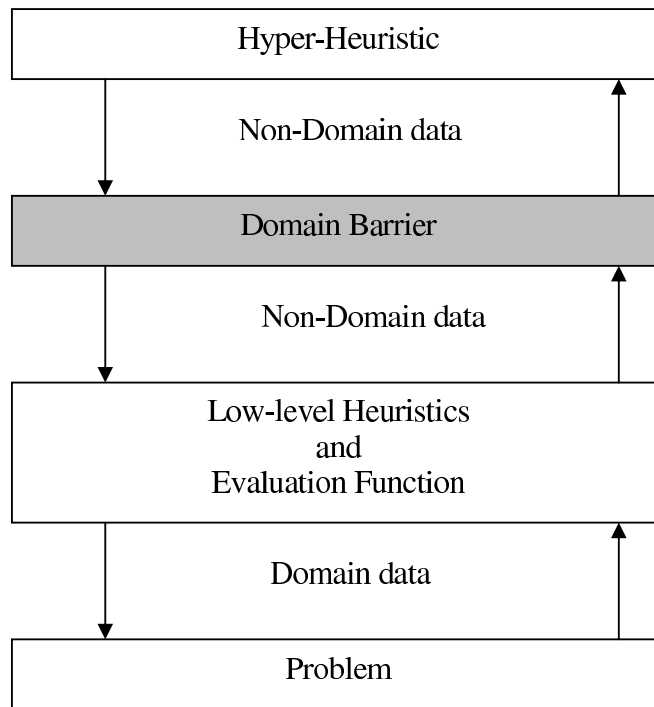 Hyper-Heuristic
Non-Domain data
Domain Barrier
Non-Domain data
Low-level Heuristics
and
Evaluation Function
Domain data
Problem